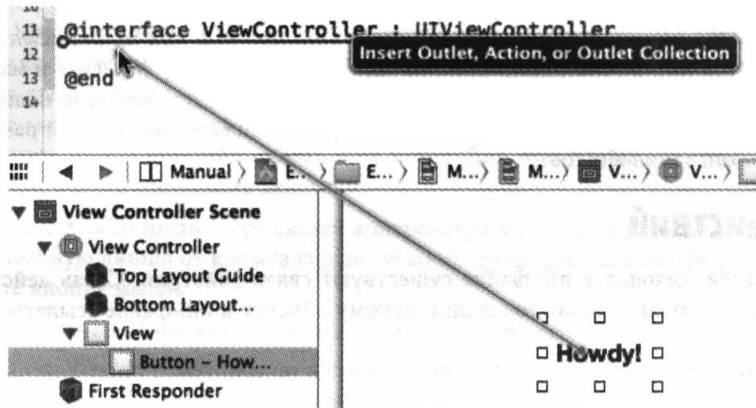 10
11 @interface ViewController : UIViewController
12 Insert Outlet, Action, or Outlet Collection
13 @end
14
Manual E... E... M... M... V... V...
View Controller Scene
View Controller
Top Layout Guide
Bottom Layout...
View
Button – How...
First Responder
Howdy!